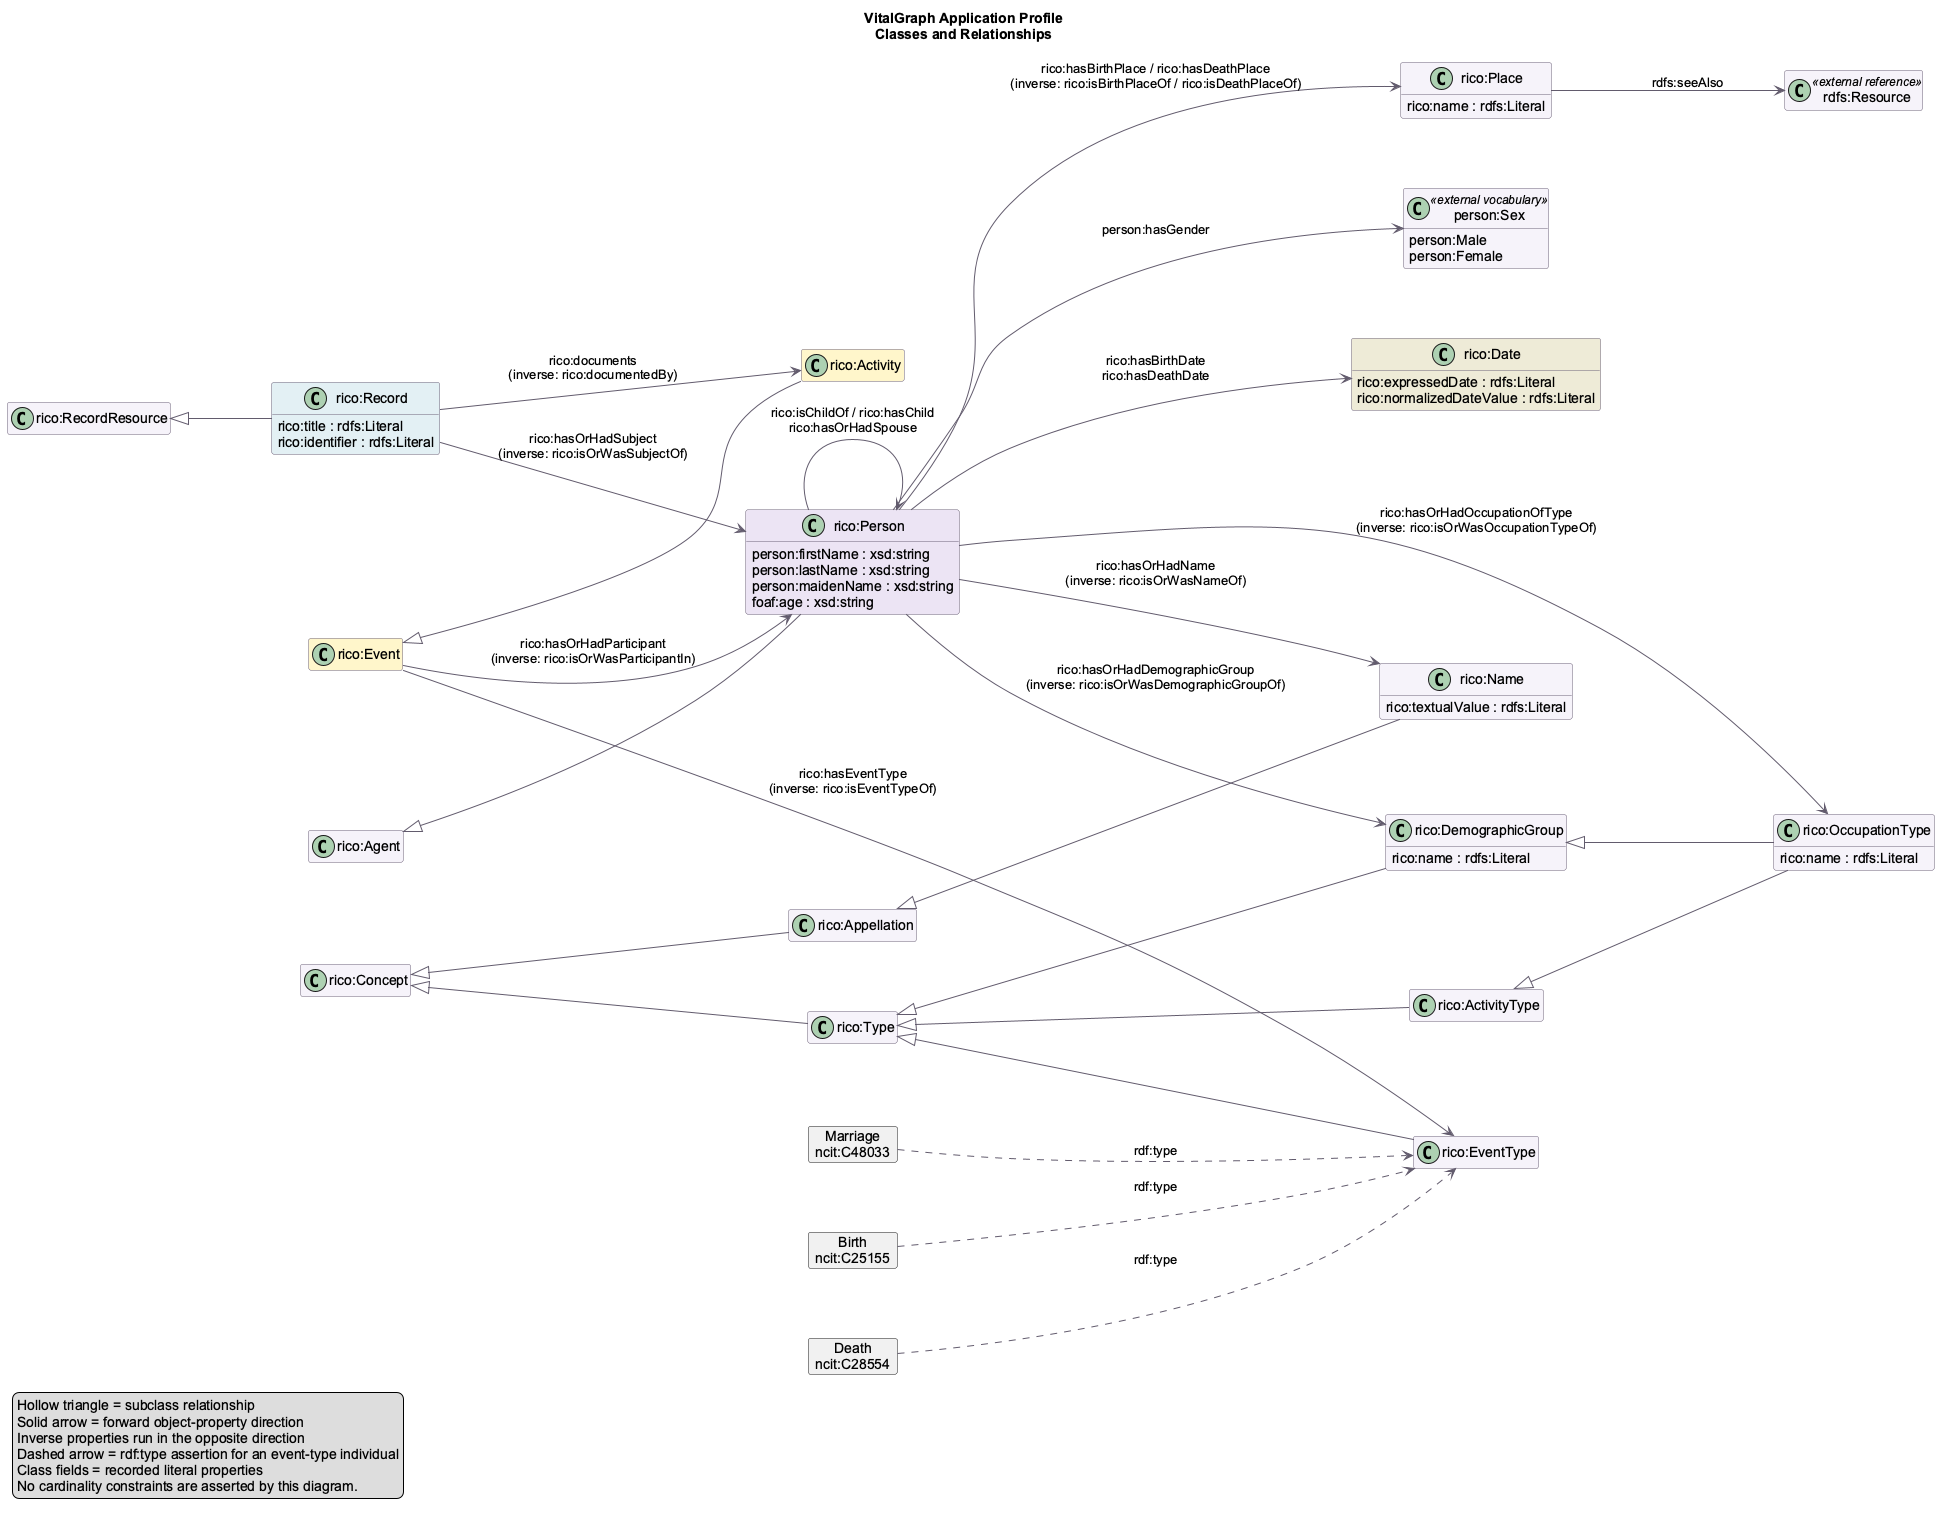 VitalGraph Application Profile
Classes and Relationships
rico:hasBirthPlace / rico:hasDeathPlace
(inverse: rico:isBirthPlaceOf / rico:isDeathPlaceOf)
C
rico:Place
rico:name : rdfs:Literal
rdfs:seeAlso
C
«external reference»
rdfs:Resource
C
«external vocabulary»
person:Sex
person:Male
person:Female
person:hasGender
rico:hasBirthDate
rico:hasDeathDate
C
rico:Date
rico:expressedDate : rdfs:Literal
rico:normalizedDateValue : rdfs:Literal
rico:documents
(inverse: rico:documentedBy)
C
rico:Activity
C
rico:RecordResource
C
rico:Record
rico:title : rdfs:Literal
rico:identifier : rdfs:Literal
rico:hasOrHadSubject
(inverse: rico:isOrWasSubjectOf)
rico:isChildOf / rico:hasChild
rico:hasOrHadSpouse
C
rico:Person
person:firstName : xsd:string
person:lastName : xsd:string
person:maidenName : xsd:string
foaf:age : xsd:string
rico:hasOrHadOccupationOfType
(inverse: rico:isOrWasOccupationTypeOf)
rico:hasOrHadName
(inverse: rico:isOrWasNameOf)
C
rico:Event
rico:hasOrHadParticipant
(inverse: rico:isOrWasParticipantIn)
rico:hasOrHadDemographicGroup
(inverse: rico:isOrWasDemographicGroupOf)
C
rico:Name
rico:textualValue : rdfs:Literal
rico:hasEventType
(inverse: rico:isEventTypeOf)
C
rico:Agent
C
rico:DemographicGroup
rico:name : rdfs:Literal
C
rico:OccupationType
rico:name : rdfs:Literal
C
rico:Appellation
C
rico:Concept
C
rico:Type
C
rico:ActivityType
Marriage
ncit:C48033
rdf:type
C
rico:EventType
rdf:type
Birth
ncit:C25155
rdf:type
Death
ncit:C28554
Hollow triangle = subclass relationship
Solid arrow = forward object-property direction
Inverse properties run in the opposite direction
Dashed arrow = rdf:type assertion for an event-type individual
Class fields = recorded literal properties
No cardinality constraints are asserted by this diagram.